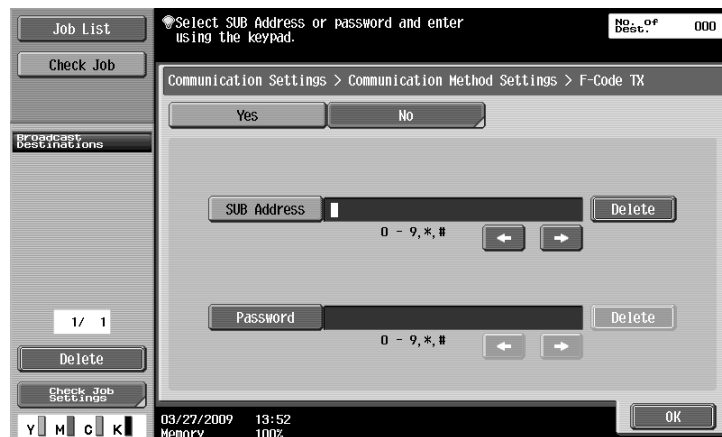 Job List
Check Job
Select SUB Address or password and enter
using the keypad.
No. of
Dest.
000
Communication Settings > Communication Method Settings > F-Code TX
Yes
No
Broadcast
Destinations
SUB Address
Delete
0 - 9,*,#
Password
Delete
0 - 9,*,#
1/ 1
Delete
Check Job
Settings
Y M C K
03/27/2009 13:52
Memory 100%
OK